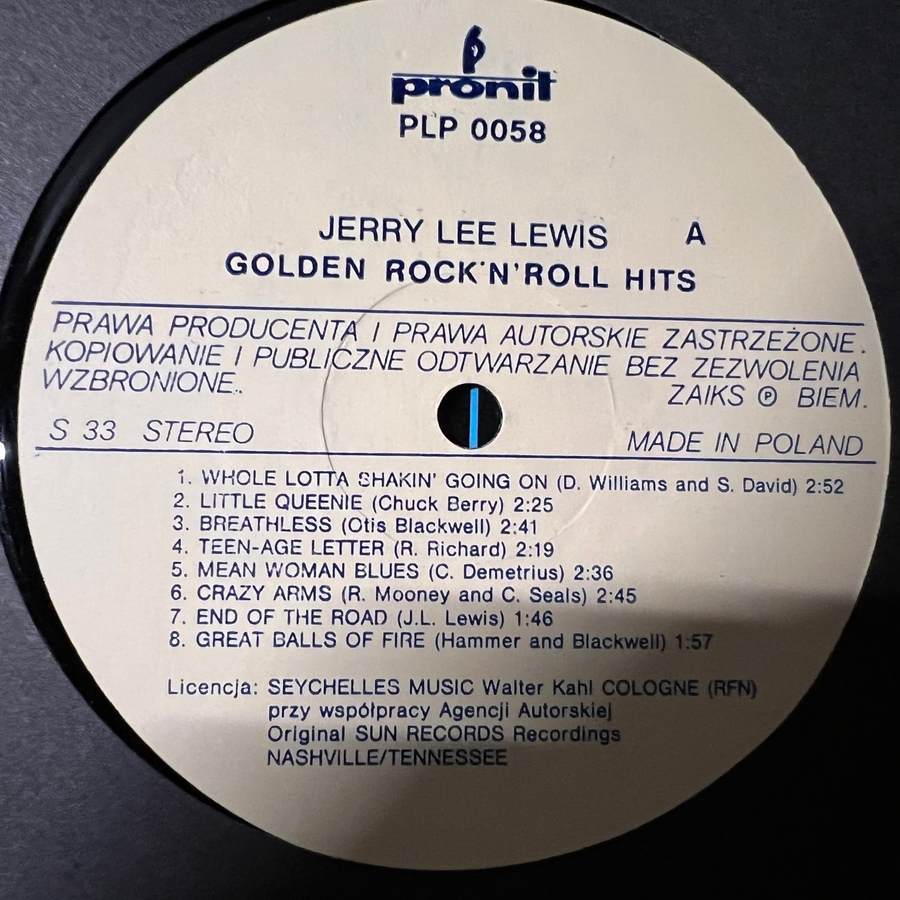 pronit
PLP 0058
JERRY LEE LEWIS A
GOLDEN ROCK'N'ROLL HITS
PRAWA PRODUCENTA I PRAWA AUTORSKIE ZASTRZEŻONE.
KOPIOWANIE I PUBLICZNE ODTWARZANIE BEZ ZEZWOLENIA
WZBRONIONE.. ZAIKS Ⓟ BIEM.
S 33 STEREO MADE IN POLAND
1. WHOLE LOTTA SHAKIN' GOING ON (D. Williams and S. David) 2:52
2. LITTLE QUEENIE (Chuck Berry) 2:25
3. BREATHLESS (Otis Blackwell) 2:41
4. TEEN-AGE LETTER (R. Richard) 2:19
5. MEAN WOMAN BLUES (C. Demetrius) 2:36
6. CRAZY ARMS (R. Mooney and C. Seals) 2:45
7. END OF THE ROAD (J.L. Lewis) 1:46
8. GREAT BALLS OF FIRE (Hammer and Blackwell) 1:57
Licencja: SEYCHELLES MUSIC Walter Kahl COLOGNE (RFN)
przy współpracy Agencji Autorskiej
Original SUN RECORDS Recordings
NASHVILLE/TENNESSEE